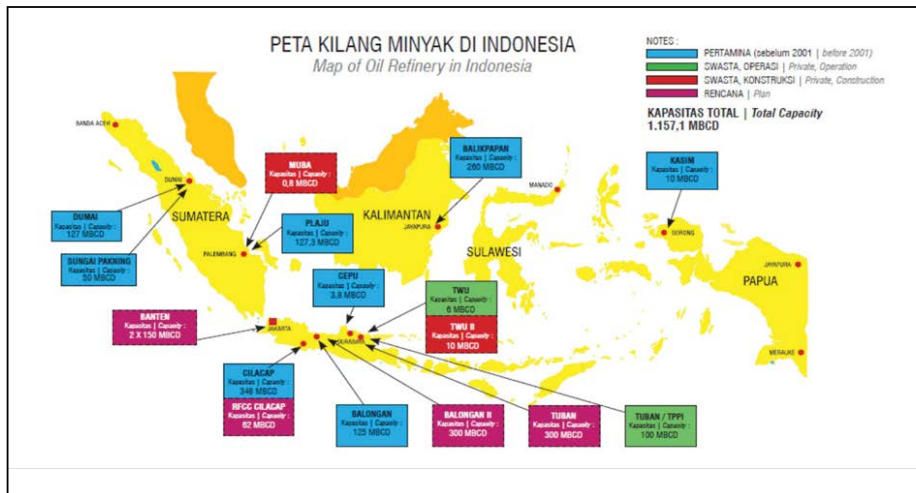 PETA KILANG MINYAK DI INDONESIA
Map of Oil Refinery in Indonesia
NOTES :
PERTAMINA (sebelum 2001 | before 2001)
SWASTA, OPERASI | Private, Operation
SWASTA, KONSTRUKSI | Private, Construction
RENCANA | Plan
KAPASITAS TOTAL | Total Capacity
1.157,1 MBCD
BANDA ACEH
DUMAI
SUMATERA
PALEMBANG
MUBA
Kapasitas | Capacity :
0,8 MBCD
DUMAI
Kapasitas | Capacity :
127 MBCD
SUNGAI PAKNING
Kapasitas | Capacity :
50 MBCD
PLAJU
Kapasitas | Capacity :
127,3 MBCD
KALIMANTAN
BALIKPAPAN
Kapasitas | Capacity :
260 MBCD
JAYAPURA
MANADO
SULAWESI
KASIM
Kapasitas | Capacity :
10 MBCD
SORONG
JAYAPURA
PAPUA
MERAUKE
CEPU
Kapasitas | Capacity :
3,8 MBCD
TWU
Kapasitas | Capacity :
6 MBCD
TWU II
Kapasitas | Capacity :
10 MBCD
BANTEN
Kapasitas | Capacity :
2 X 150 MBCD
JAKARTA
SURABAYA
CILACAP
Kapasitas | Capacity :
348 MBCD
RFCC CILACAP
Kapasitas | Capacity :
62 MBCD
BALONGAN
Kapasitas | Capacity :
125 MBCD
BALONGAN II
Kapasitas | Capacity :
300 MBCD
TUBAN
Kapasitas | Capacity :
300 MBCD
TUBAN / TPPI
Kapasitas | Capacity :
100 MBCD